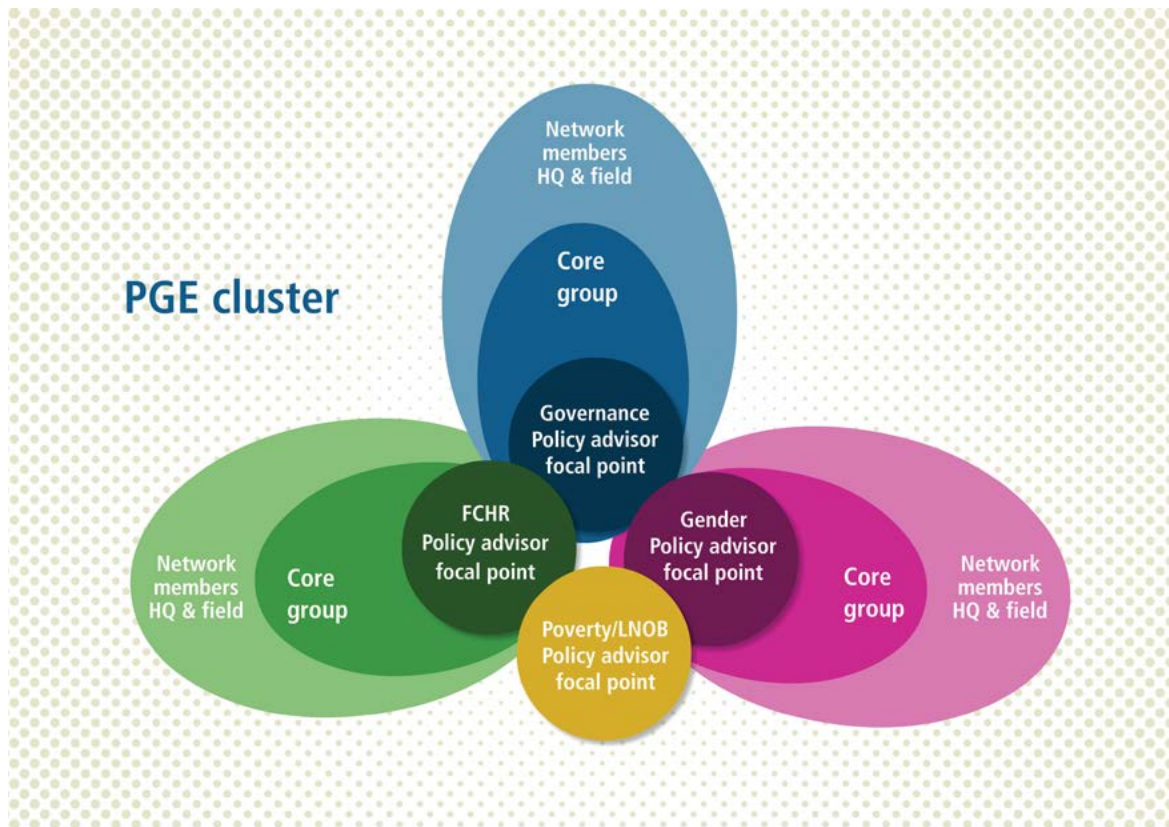 Network
members
HQ & field
Core
group
PGE cluster
Governance
Policy advisor
focal point
FCHR
Policy advisor
focal point
Gender
Policy advisor
focal point
Network
members
HQ & field
Core
group
Core
group
Network
members
HQ & field
Poverty/LNOB
Policy advisor
focal point